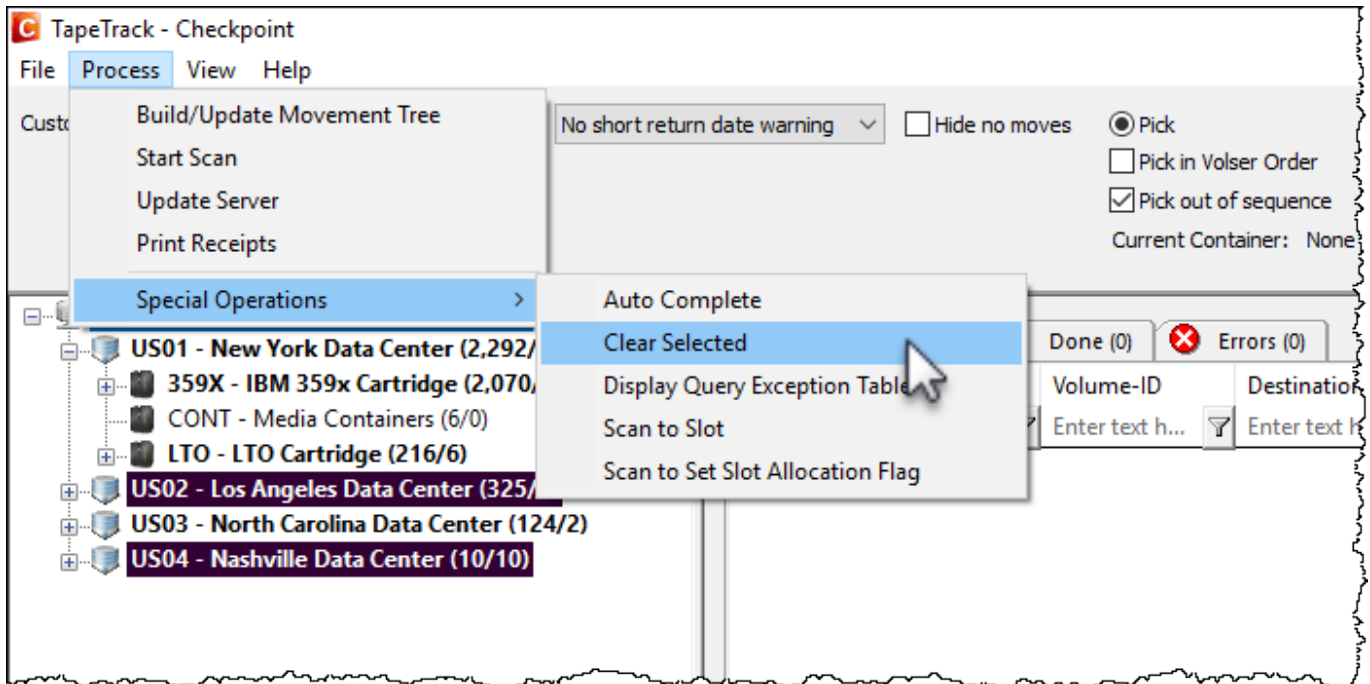 TapeTrack - Checkpoint
File Process View Help
Build/Update Movement Tree
Start Scan
Update Server
Print Receipts
Special Operations >
Auto Complete
Clear Selected
Display Query Exception Table
Scan to Slot
Scan to Set Slot Allocation Flag
Custo
No short return date warning
Hide no moves
Pick
Pick in Volser Order
Pick out of sequence
Current Container: None
US01 - New York Data Center (2,292/
359X - IBM 359x Cartridge (2,070/
CONT - Media Containers (6/0)
LTO - LTO Cartridge (216/6)
US02 - Los Angeles Data Center (325/
US03 - North Carolina Data Center (124/2)
US04 - Nashville Data Center (10/10)
Done (0) Errors (0)
Volume-ID Destination
Enter text h... Enter text h